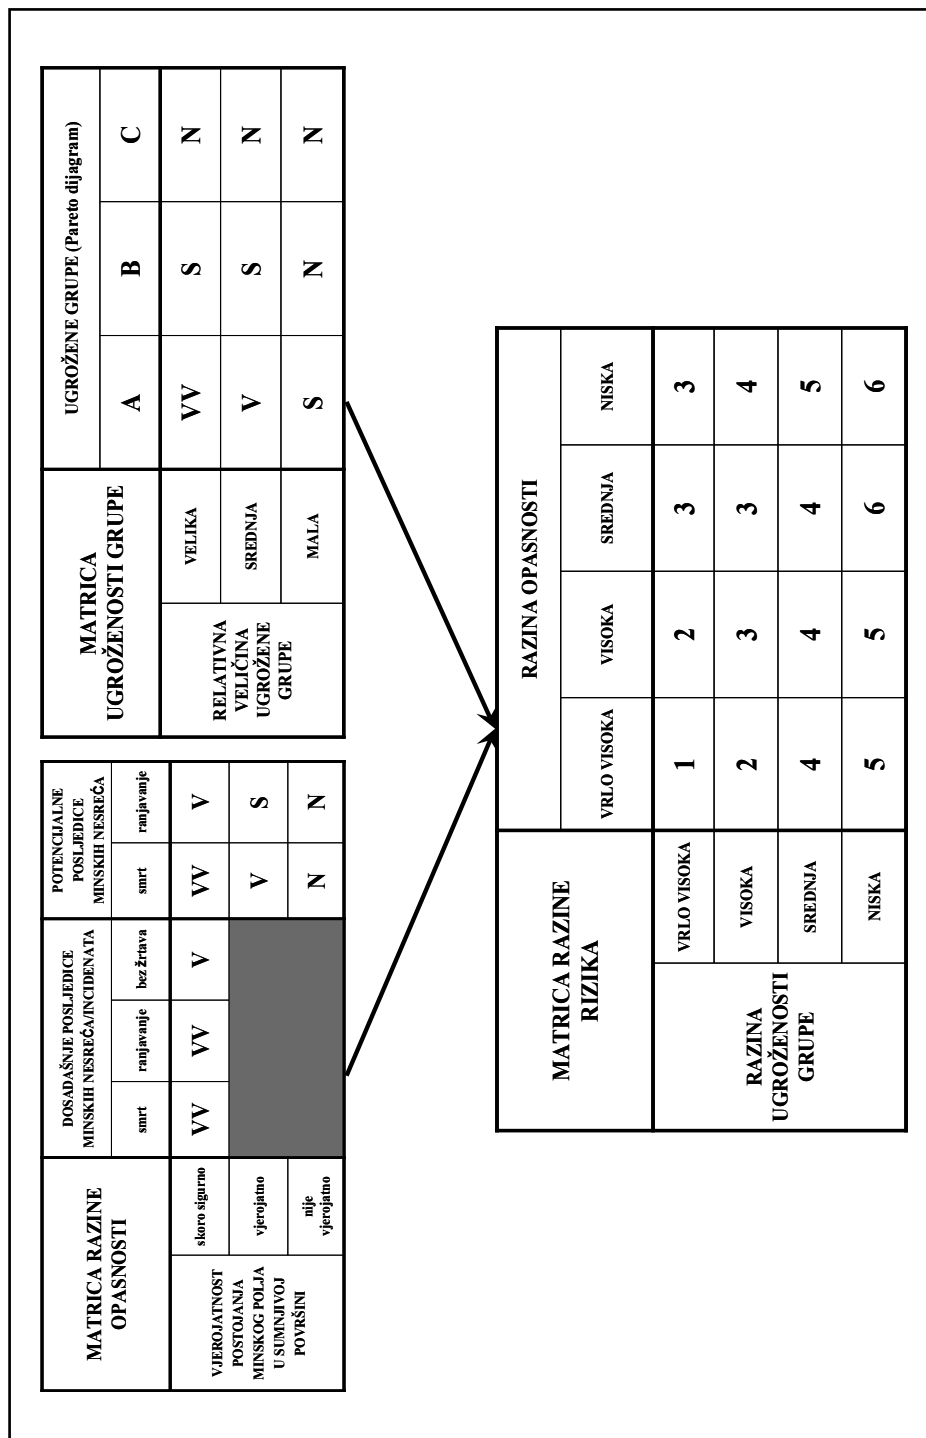 MATRICA RAZINE
OPASNOSTI
DOSADAŠNJE POSLJEDICE
MINSKIH NESREĆA/INCIDENATA
POTENCIJALNE
POSLJEDICE
MINSKIH NESREĆA
smrt ranjavanje bez žrtava smrt ranjavanje
VJEROJATNOST
POSTOJANJA
MINSKOG POLJA
U SUMNJIVOJ
POVRŠINI
skoro sigurno VV VV V VV V
vjerojatno V S
nije
vjerojatno N N
MATRICA
UGROŽENOSTI GRUPE
UGROŽENE GRUPE (Pareto dijagram)
A B C
RELATIVNA
VELIČINA
UGROŽENE
GRUPE
VELIKA VV S N
SREDNJA V S N
MALA S N N
MATRICA RAZINE
RIZIKA
RAZINA OPASNOSTI
VRLO VISOKA VISOKA SREDNJA NISKA
RAZINA
UGROŽENOSTI
GRUPE
VRLO VISOKA 1 2 3 3
VISOKA 2 3 3 4
SREDNJA 4 4 4 5
NISKA 5 5 6 6